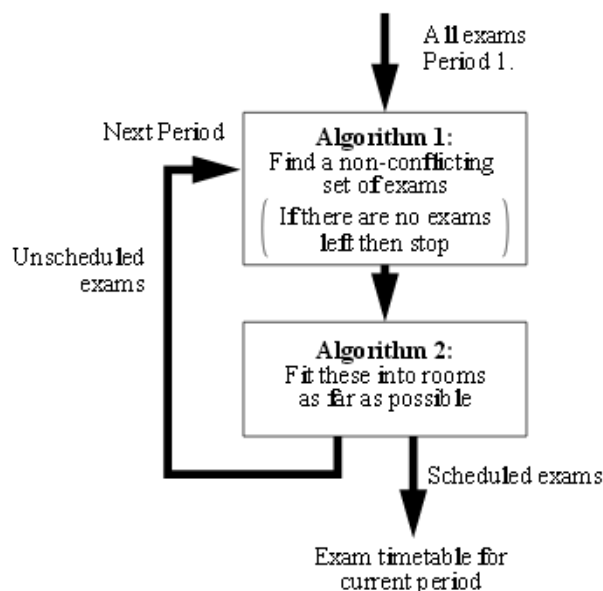 All exams
Period 1.
Next Period
Algorithm 1:
Find a non-conflicting
set of exams
( If there are no exams
left then stop )
Unscheduled
exams
Algorithm 2:
Fit these into rooms
as far as possible
Scheduled exams
Exam timetable for
current period